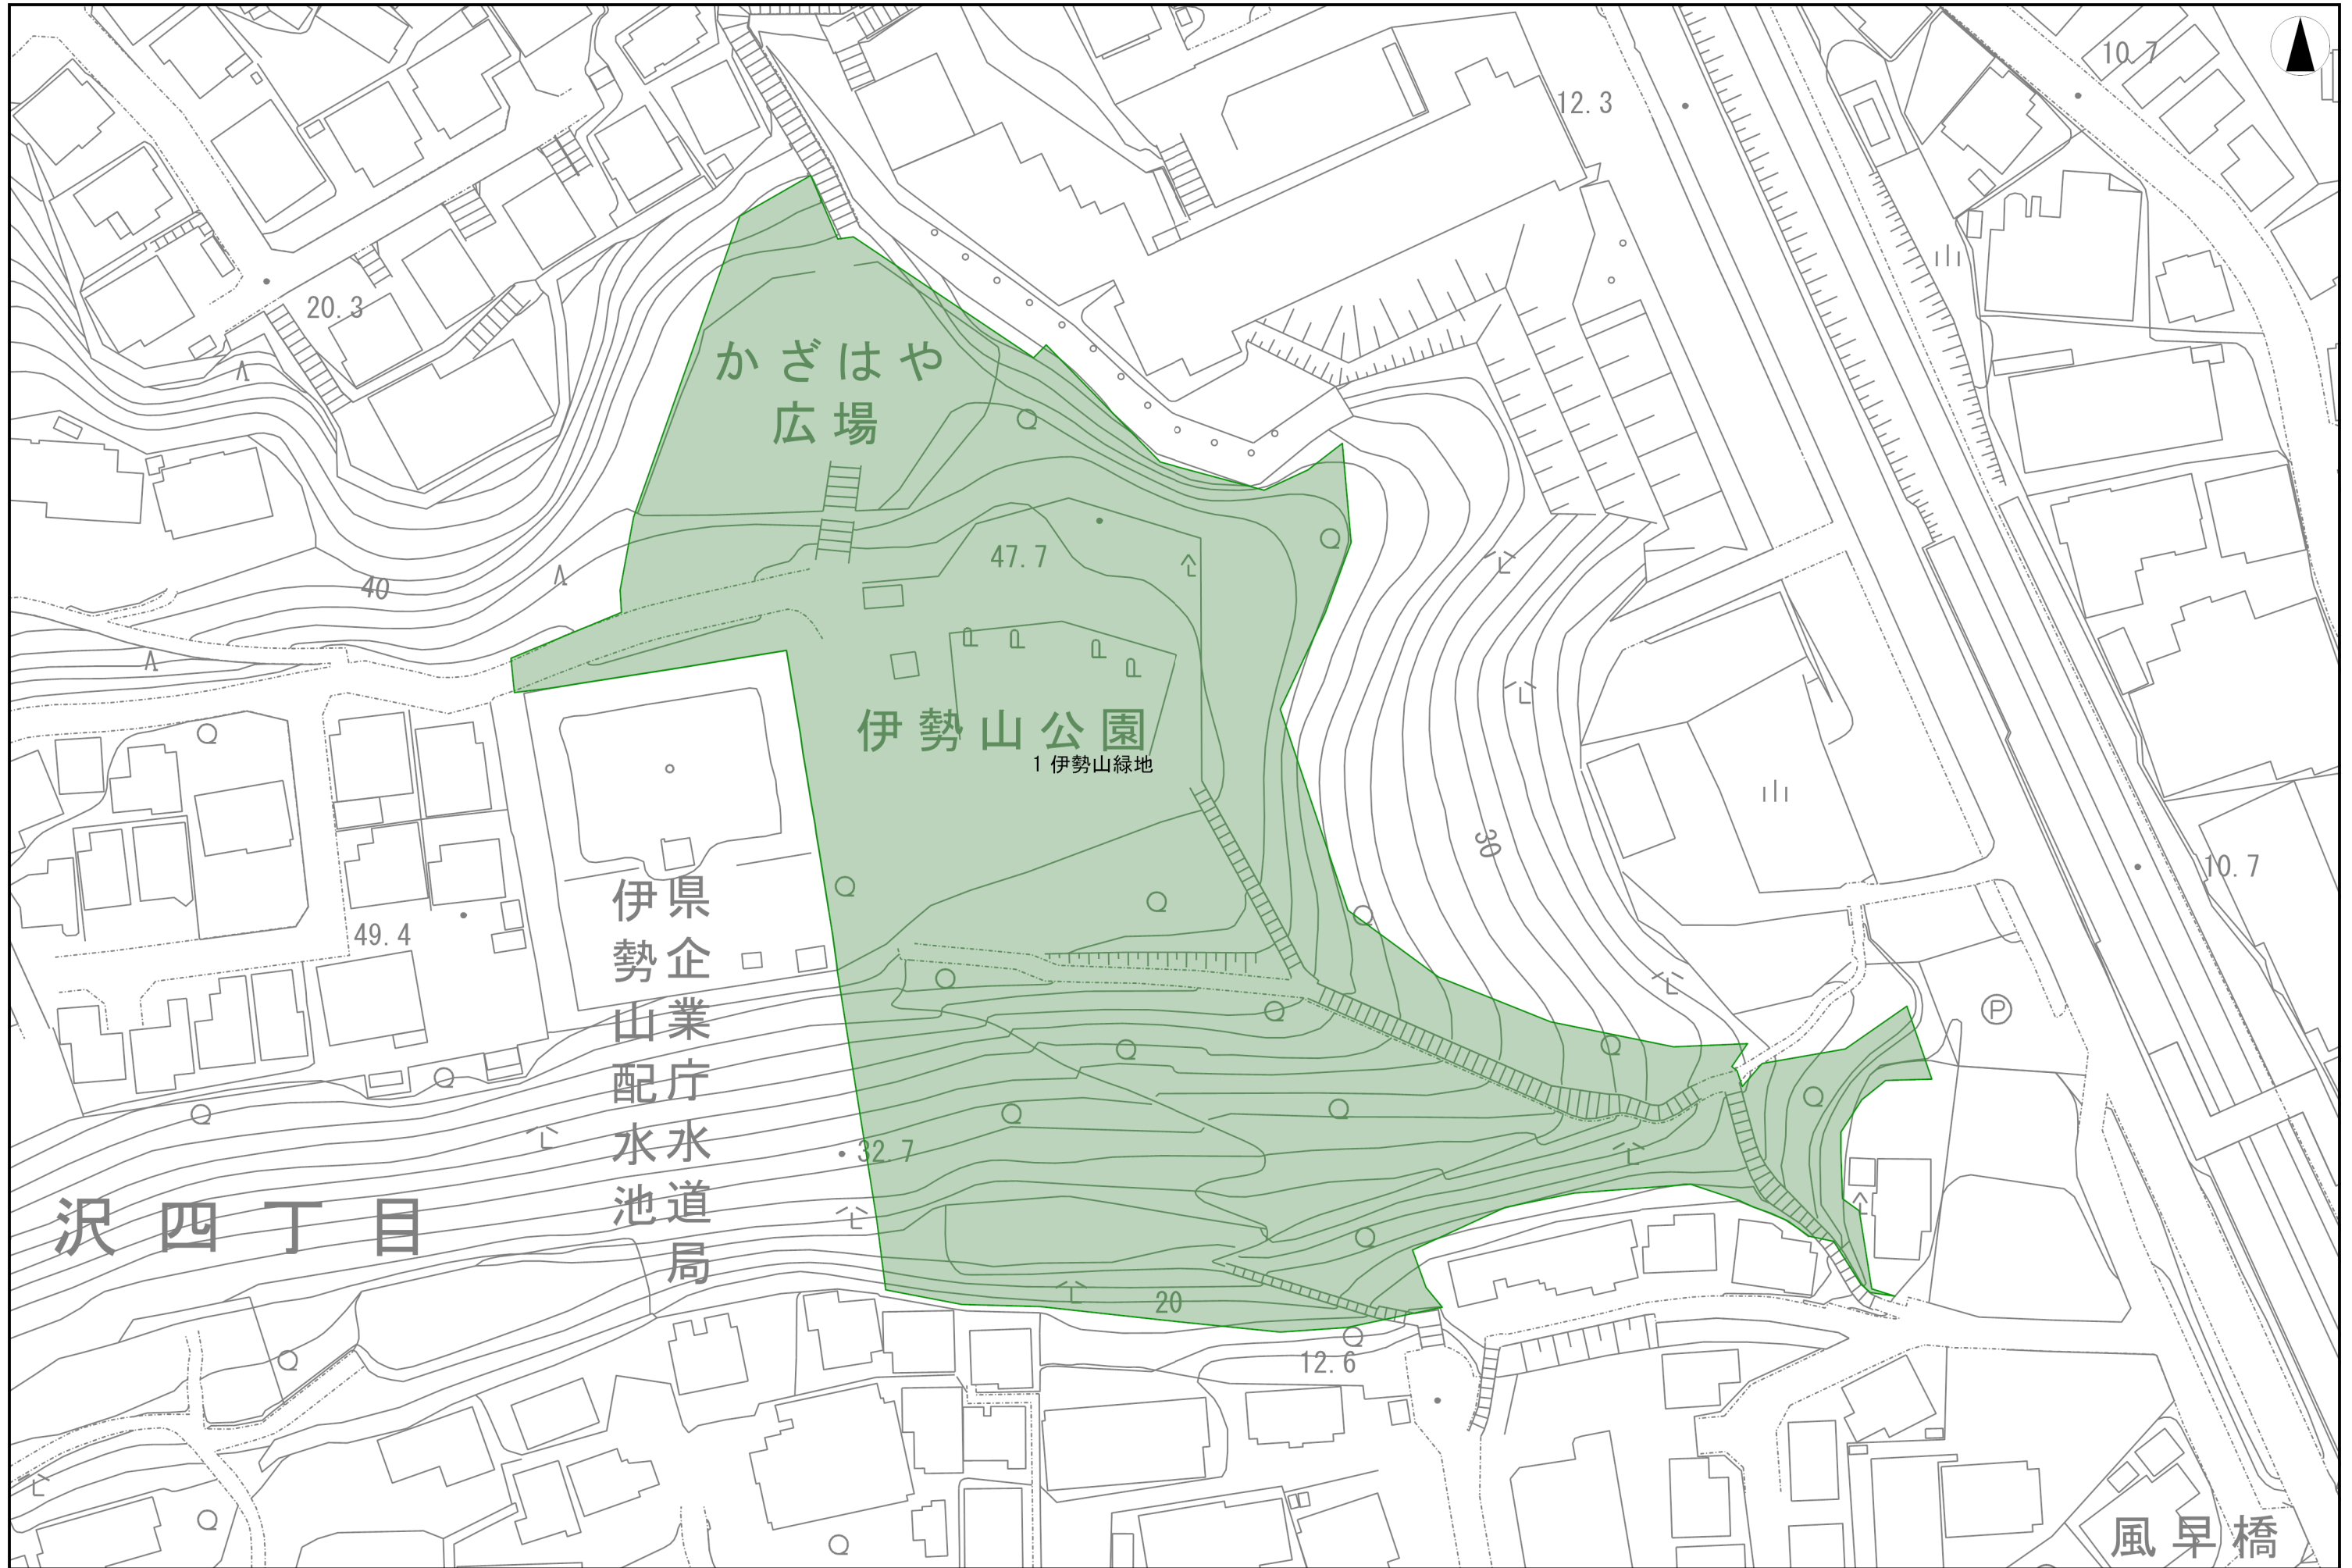 10.7
12.3
20.3
かざはや
広場
47.7
40
伊勢山公園
1 伊勢山緑地
30
10.7
49.4
県企業庁水道局
伊勢山配水池
P
32.7
沢四丁目
20
12.6
風早橋